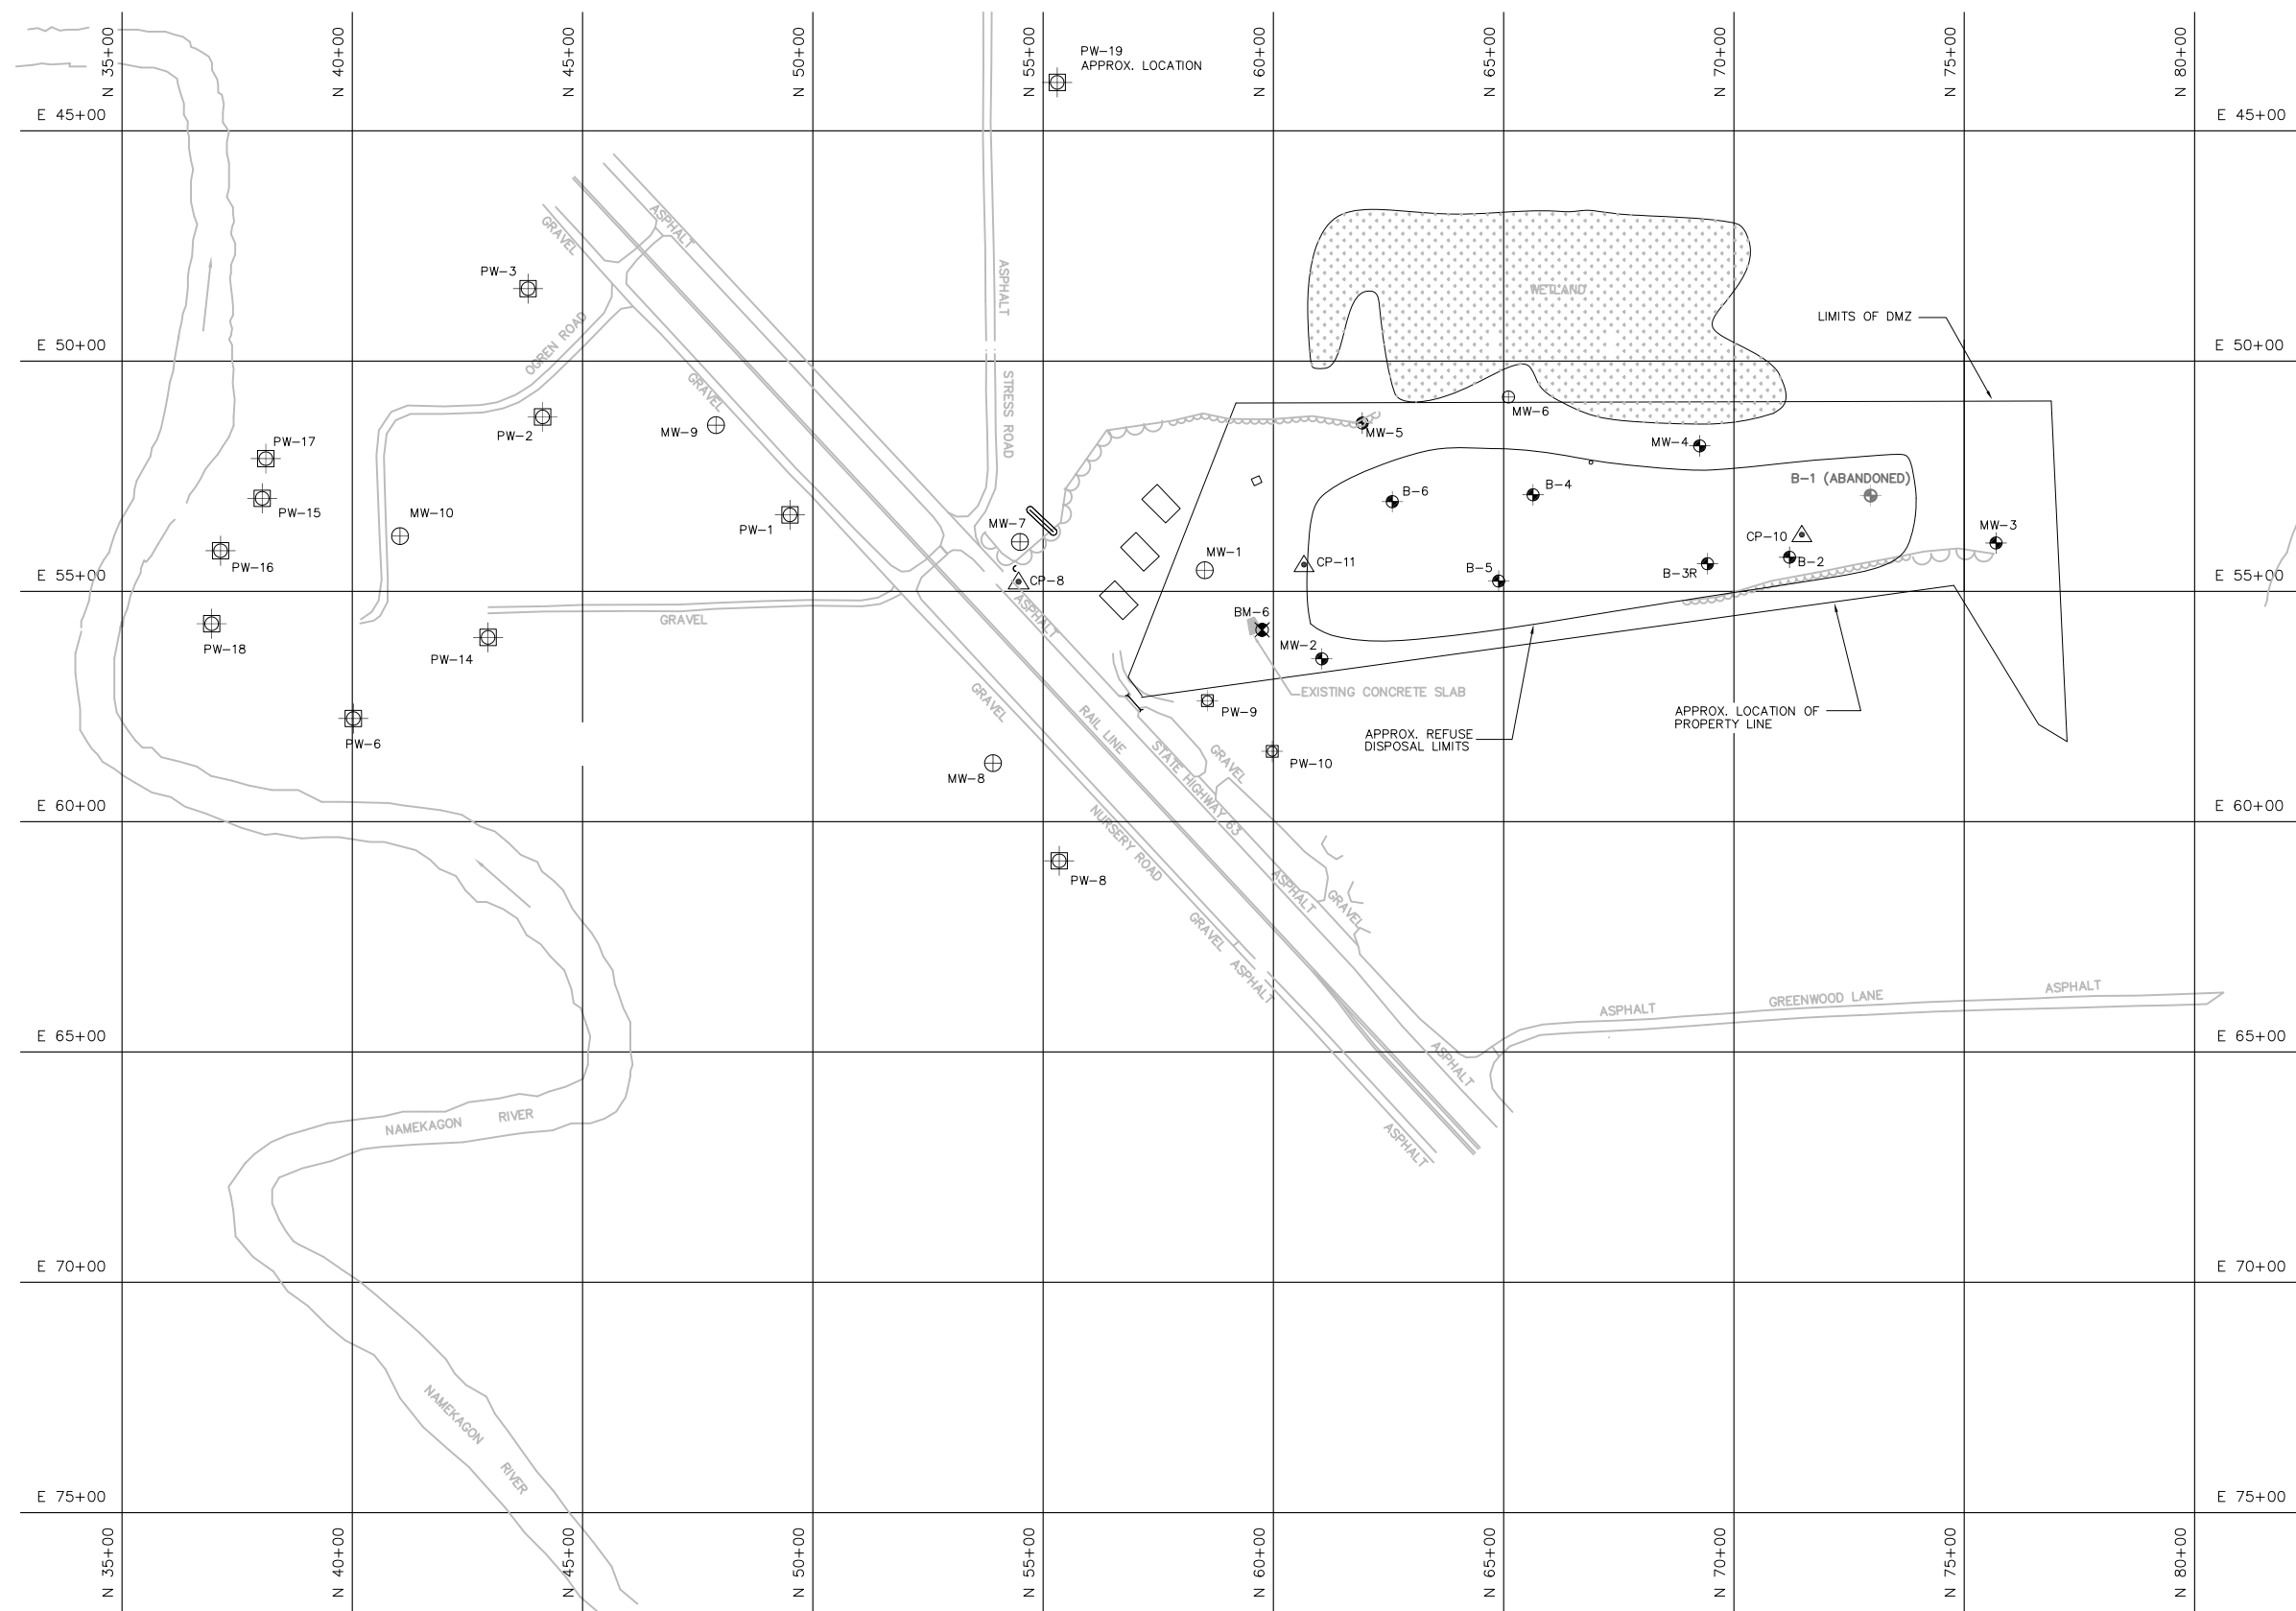 N 35+00
N 40+00
N 45+00
N 50+00
N 55+00
N 60+00
N 65+00
N 70+00
N 75+00
N 80+00
PW-19
APPROX. LOCATION
E 45+00
E 45+00
ASPHALT
GRAVEL
PW-3
ASPHALT
WETLAND
LIMITS OF DMZ
OGREN ROAD
E 50+00
E 50+00
GRAVEL
STRESS ROAD
MW-6
PW-2
MW-9
MW-5
MW-4
PW-17
B-1 (ABANDONED)
B-6
B-4
PW-15
MW-10
PW-1
MW-7
MW-3
CP-10
MW-1
PW-16
CP-11
B-2
B-5
B-3R
E 55+00
CP-8
E 55+00
ASPHALT
BM-6
GRAVEL
PW-18
MW-2
PW-14
EXISTING CONCRETE SLAB
GRAVEL
PW-9
APPROX. LOCATION OF
PROPERTY LINE
RAIL LINE
PW-6
APPROX. REFUSE
DISPOSAL LIMITS
STATE HIGHWAY 63
GRAVEL
PW-10
MW-8
E 60+00
E 60+00
NURSERY ROAD
PW-8
ASPHALT
GRAVEL
GRAVEL
ASPHALT
ASPHALT
GREENWOOD LANE
ASPHALT
E 65+00
E 65+00
ASPHALT
NAMEKAGON
RIVER
ASPHALT
E 70+00
E 70+00
NAMEKAGON
RIVER
E 75+00
E 75+00
N 35+00
N 40+00
N 45+00
N 50+00
N 55+00
N 60+00
N 65+00
N 70+00
N 75+00
N 80+00